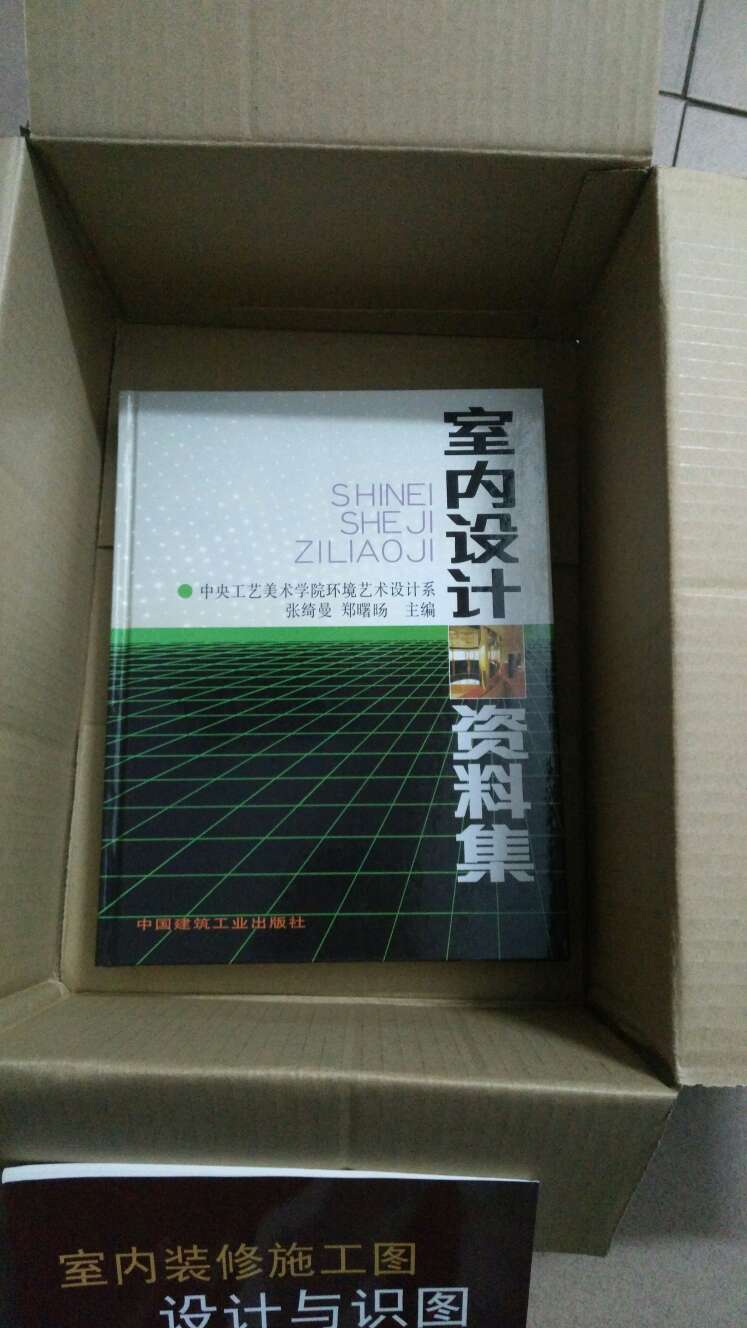 室内设计资料集
SHINEI
SHEJI
ZILIAOJI
中央工艺美术学院环境艺术设计系
张绮曼 郑曙旸 主编
中国建筑工业出版社
室内装修施工图
设计与识图